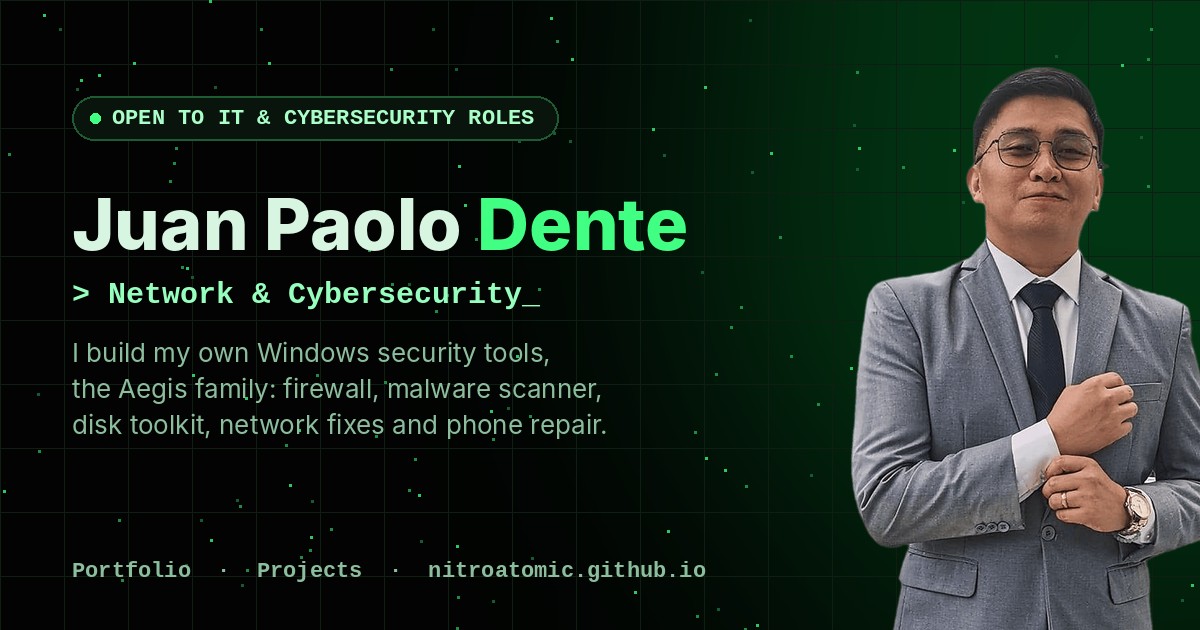 OPEN TO IT & CYBERSECURITY ROLES
Juan Paolo Dente
> Network & Cybersecurity_
I build my own Windows security tools,
the Aegis family: firewall, malware scanner,
disk toolkit, network fixes and phone repair.
Portfolio · Projects · nitroatomic.github.io